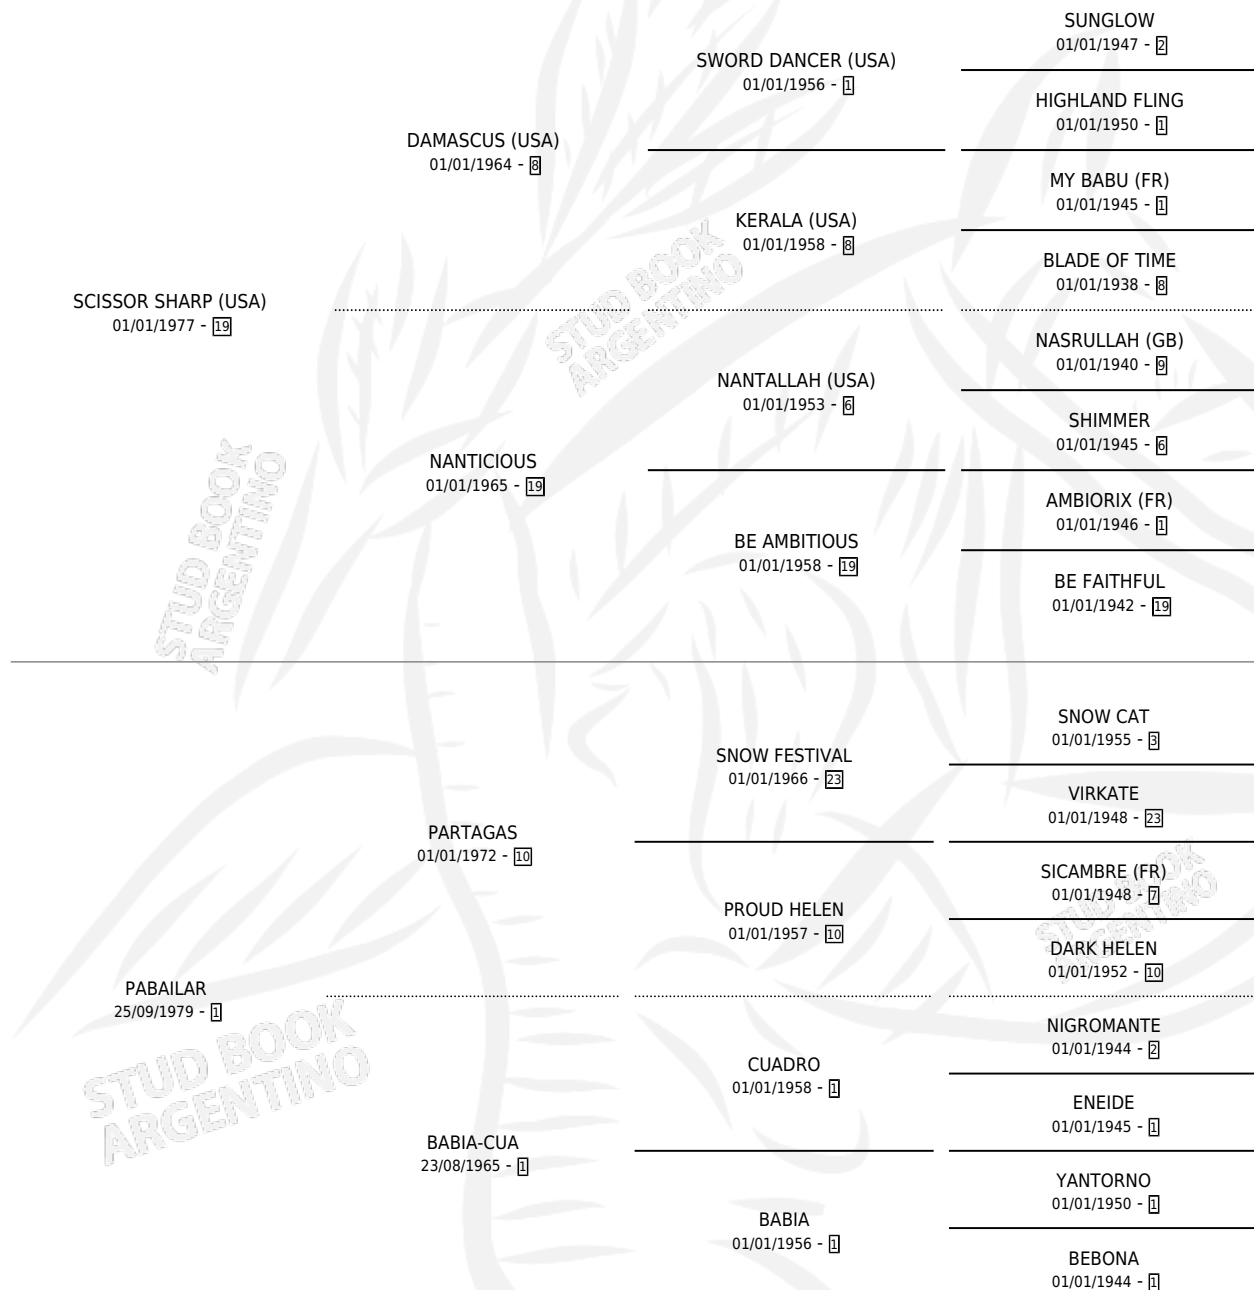 SUNGLOW
01/01/1947 - 2
SWORD DANCER (USA)
01/01/1956 - 1
HIGHLAND FLING
01/01/1950 - 1
DAMASCUS (USA)
01/01/1964 - 8
MY BABU (FR)
01/01/1945 - 1
KERALA (USA)
01/01/1958 - 8
BLADE OF TIME
01/01/1938 - 8
SCISSOR SHARP (USA)
01/01/1977 - 19
STUD BOOK
ARGENTINO
NASRULLAH (GB)
01/01/1940 - 9
NANTALLAH (USA)
01/01/1953 - 6
SHIMMER
01/01/1945 - 6
NANTICIOUS
01/01/1965 - 19
AMBIORIX (FR)
01/01/1946 - 1
BE AMBITIOUS
01/01/1958 - 19
BE FAITHFUL
01/01/1942 - 19
STUD BOOK
ARGENTINO
SNOW CAT
01/01/1955 - 3
SNOW FESTIVAL
01/01/1966 - 23
VIRKATE
01/01/1948 - 23
PARTAGAS
01/01/1972 - 10
SICAMBRE (FR)
01/01/1948 - 7
PROUD HELEN
01/01/1957 - 10
STUD BOOK
ARGENTINO
DARK HELEN
01/01/1952 - 10
PABAILAR
25/09/1979 - 1
STUD BOOK
ARGENTINO
NIGROMANTE
01/01/1944 - 2
CUADRO
01/01/1958 - 1
ENEIDE
01/01/1945 - 1
BABIA-CUA
23/08/1965 - 1
YANTORNO
01/01/1950 - 1
BABIA
01/01/1956 - 1
BEBONA
01/01/1944 - 1